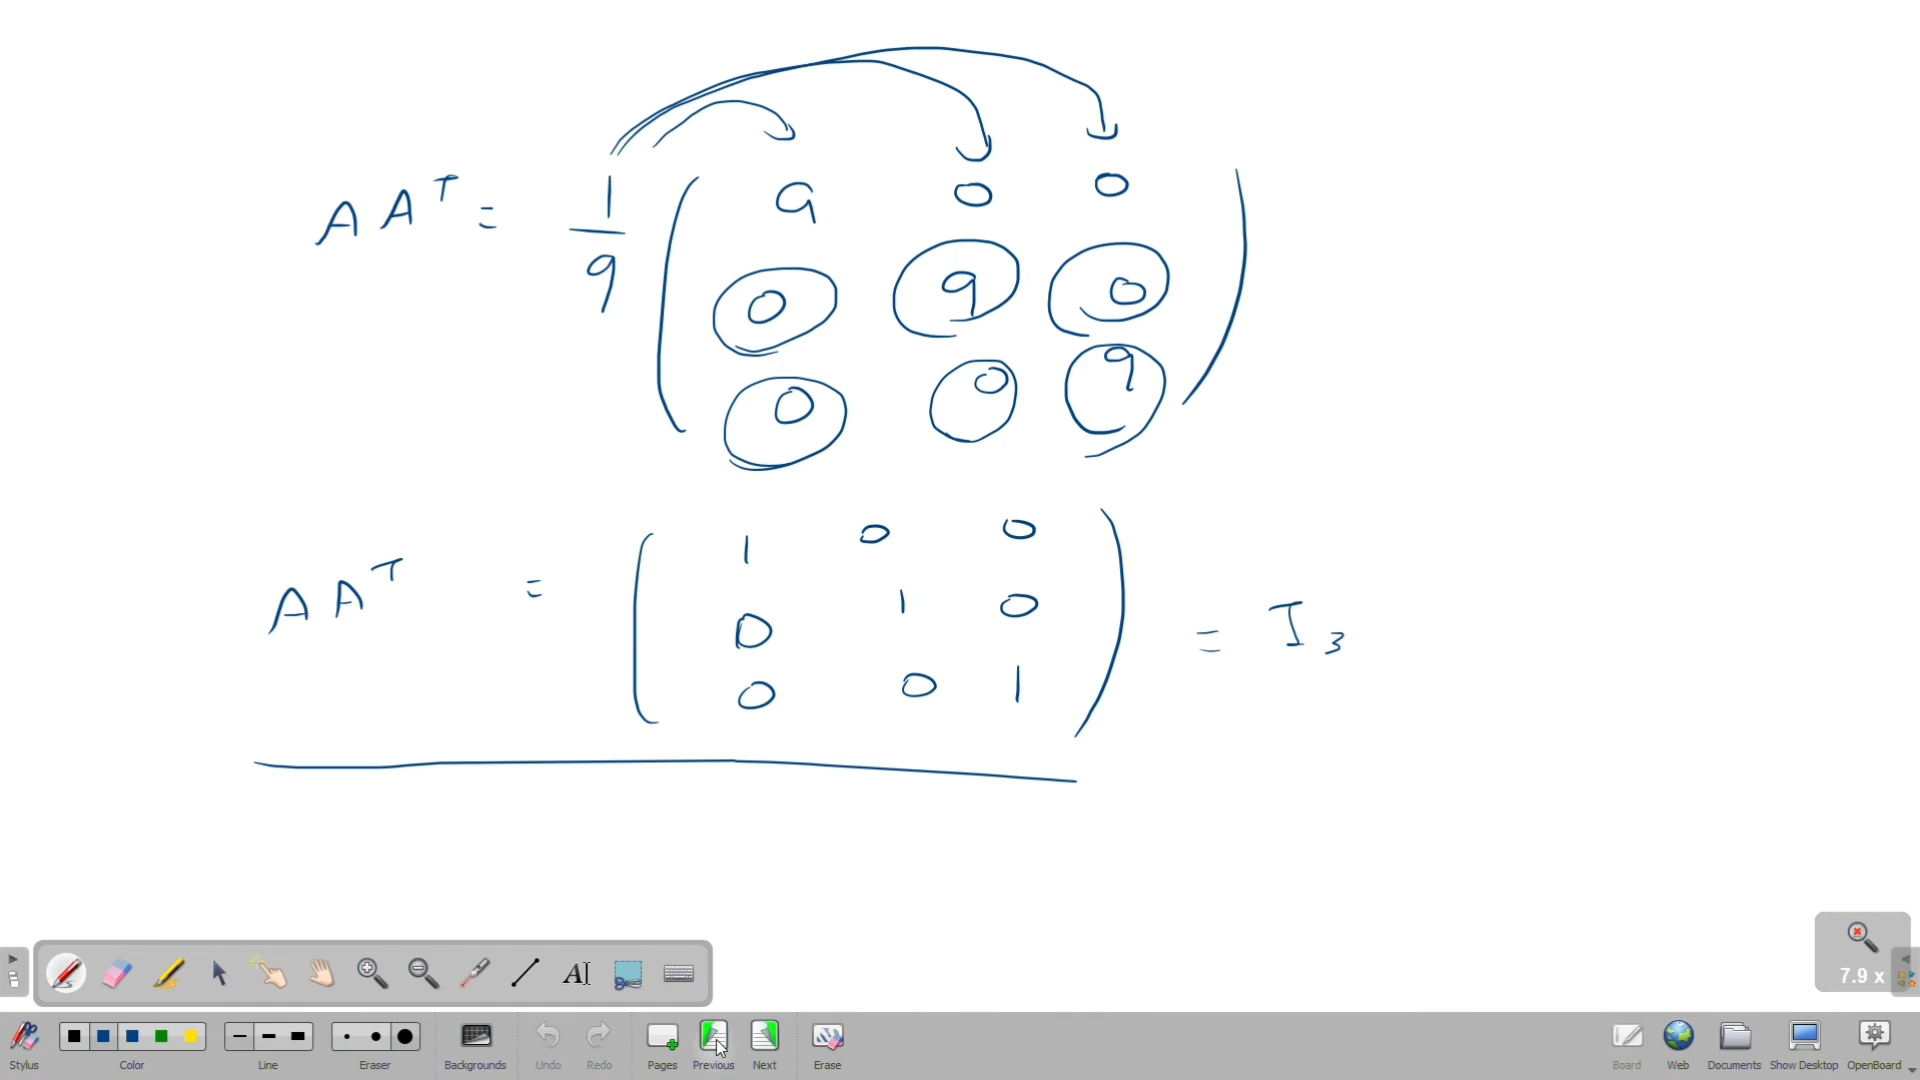 A A^T = 1/9 ( 9 0 0
0 9 0
0 0 9 )
A A^T = ( 1 0 0
0 1 0
0 0 1 ) = I_3
7.9 x
Stylus Color Line Eraser Backgrounds Undo Redo Pages Previous Next Erase Board Web Documents Show Desktop OpenBoard